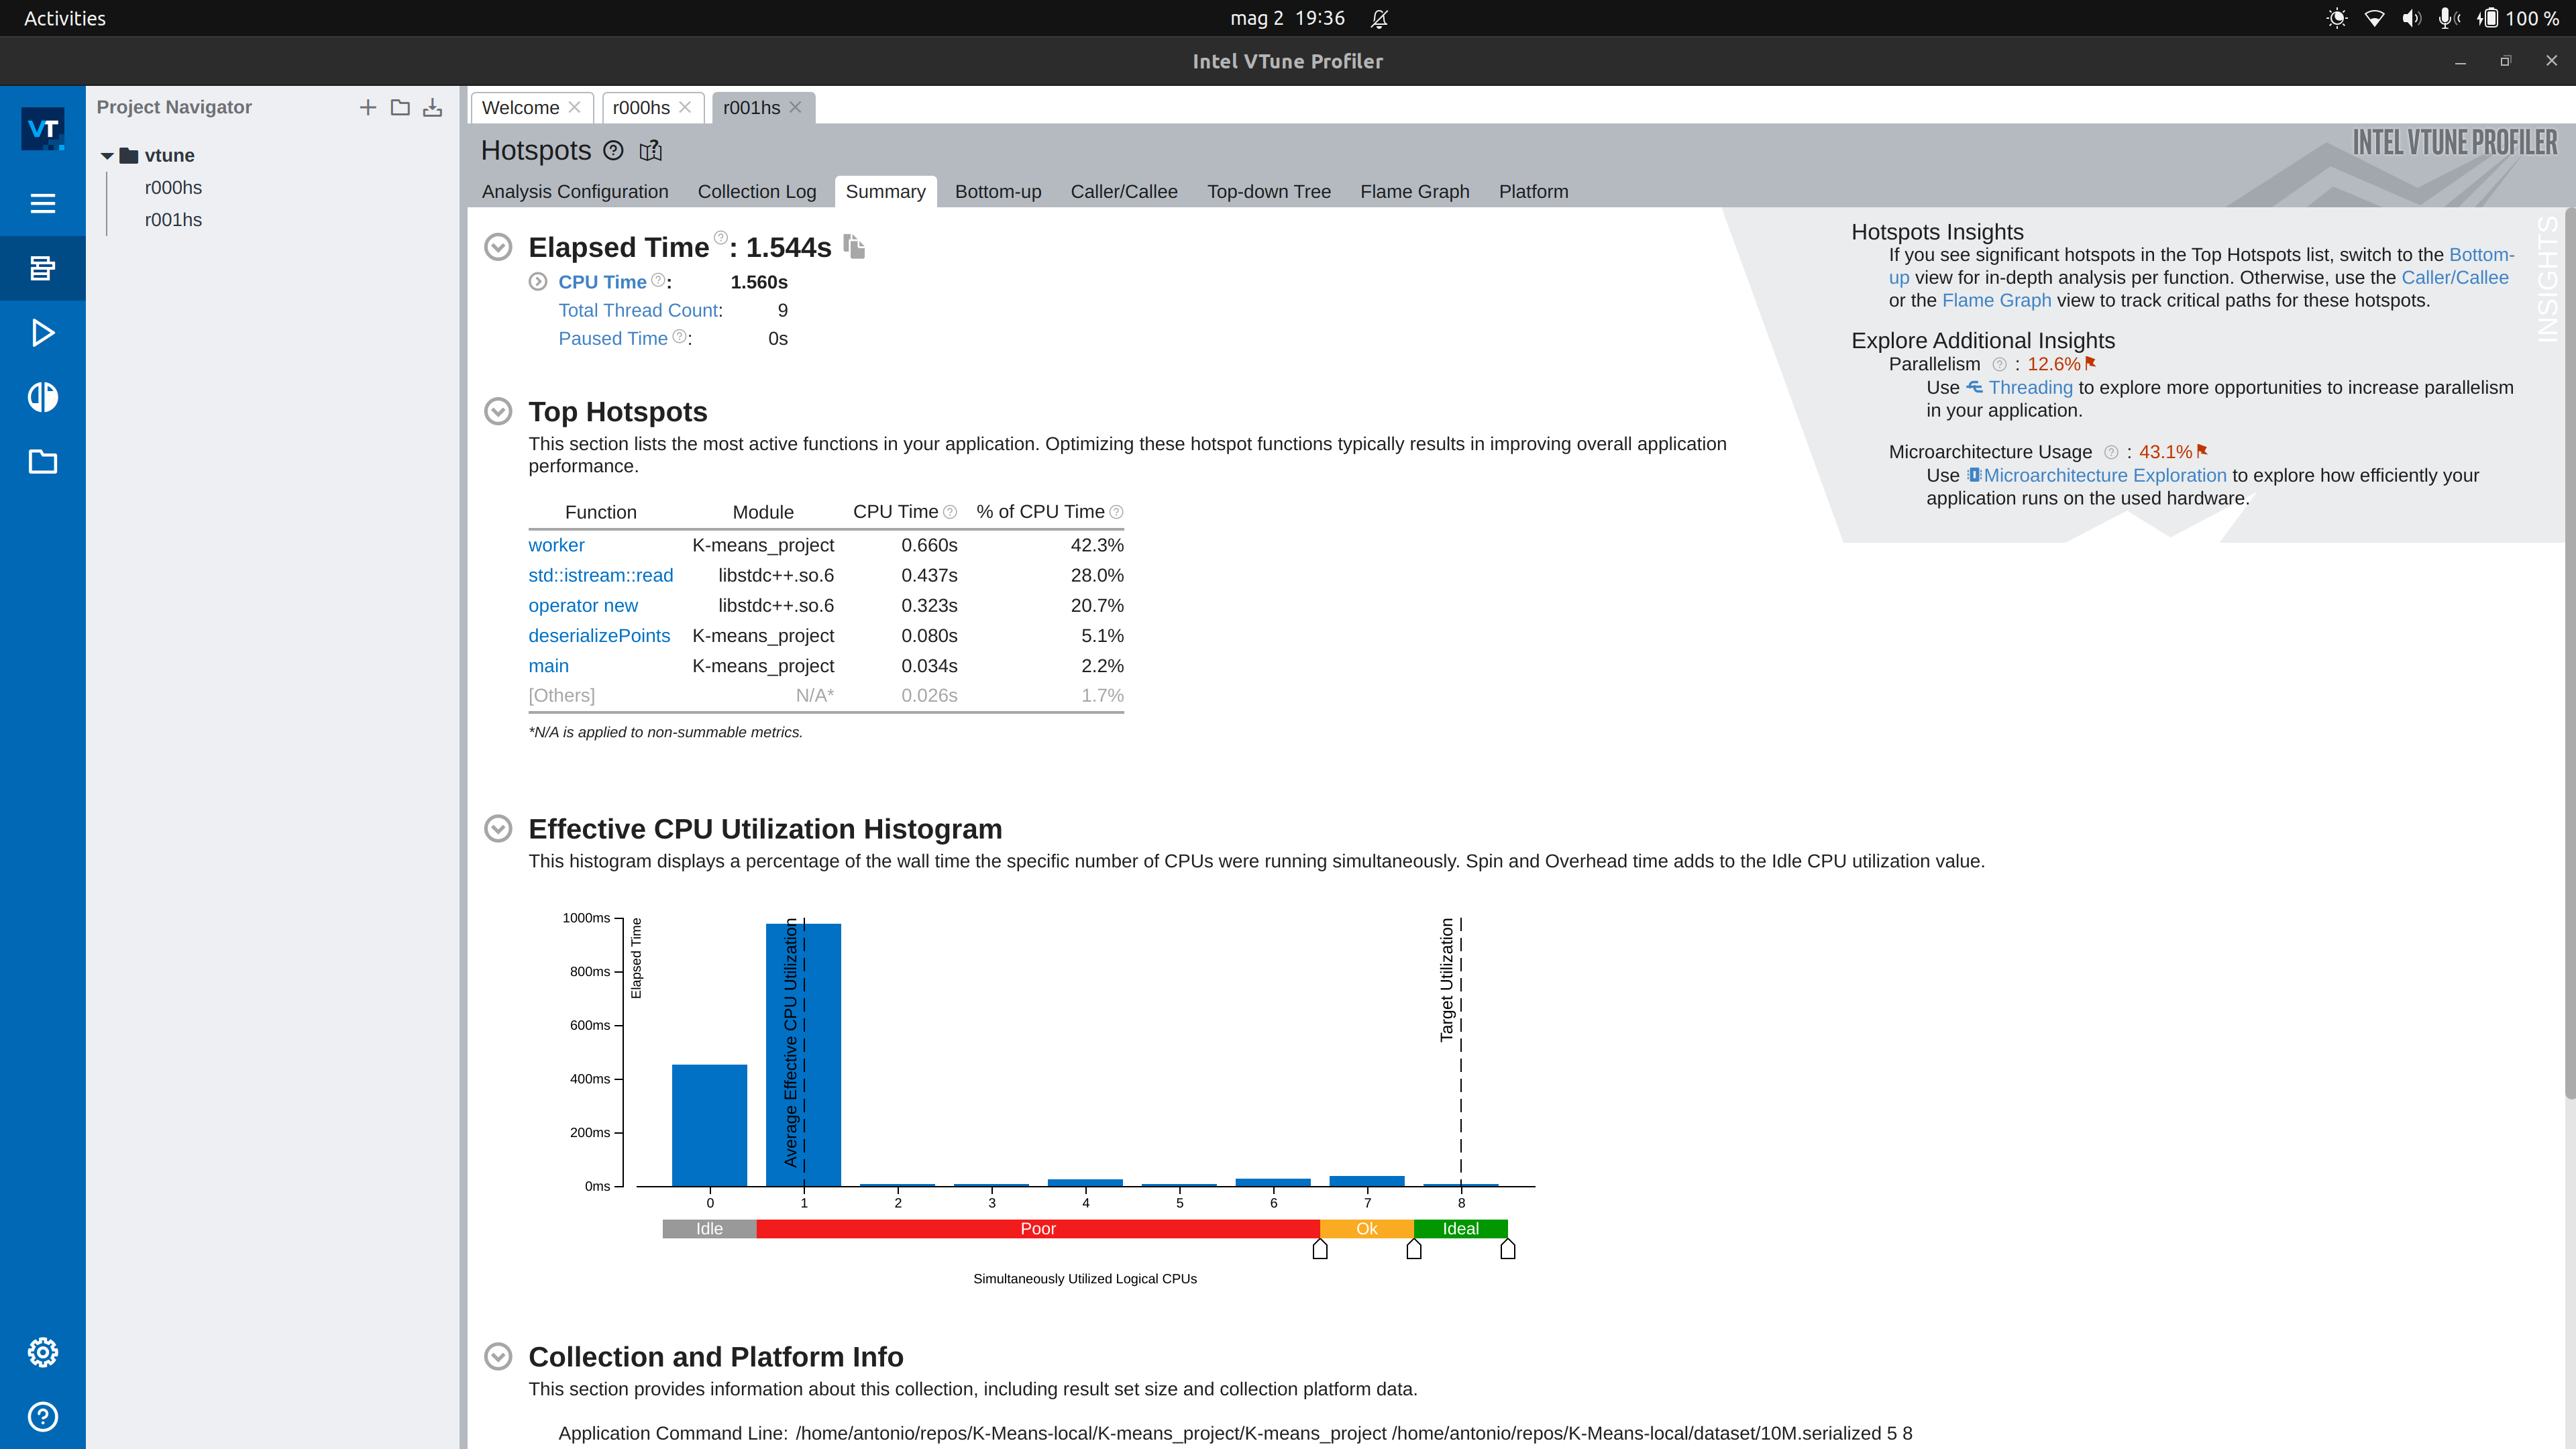 Activities
mag 2 19:36
100 %
Intel VTune Profiler
VT
Project Navigator
vtune
r000hs
r001hs
Welcome
r000hs
r001hs
Hotspots
INTEL VTUNE PROFILER
Analysis Configuration
Collection Log
Summary
Bottom-up
Caller/Callee
Top-down Tree
Flame Graph
Platform
Elapsed Time : 1.544s
CPU Time : 1.560s
Total Thread Count: 9
Paused Time : 0s
Hotspots Insights
If you see significant hotspots in the Top Hotspots list, switch to the Bottom-
up view for in-depth analysis per function. Otherwise, use the Caller/Callee
or the Flame Graph view to track critical paths for these hotspots.
Explore Additional Insights
Parallelism : 12.6%
Use Threading to explore more opportunities to increase parallelism
in your application.
Microarchitecture Usage : 43.1%
Use Microarchitecture Exploration to explore how efficiently your
application runs on the used hardware.
INSIGHTS
Top Hotspots
This section lists the most active functions in your application. Optimizing these hotspot functions typically results in improving overall application
performance.
Function Module CPU Time % of CPU Time
worker K-means_project 0.660s 42.3%
std::istream::read libstdc++.so.6 0.437s 28.0%
operator new libstdc++.so.6 0.323s 20.7%
deserializePoints K-means_project 0.080s 5.1%
main K-means_project 0.034s 2.2%
[Others] N/A* 0.026s 1.7%
*N/A is applied to non-summable metrics.
Effective CPU Utilization Histogram
This histogram displays a percentage of the wall time the specific number of CPUs were running simultaneously. Spin and Overhead time adds to the Idle CPU utilization value.
1000ms
800ms
600ms
400ms
200ms
0ms
Elapsed Time
Average Effective CPU Utilization
Target Utilization
0 1 2 3 4 5 6 7 8
Idle Poor Ok Ideal
Simultaneously Utilized Logical CPUs
Collection and Platform Info
This section provides information about this collection, including result set size and collection platform data.
Application Command Line: /home/antonio/repos/K-Means-local/K-means_project/K-means_project /home/antonio/repos/K-Means-local/dataset/10M.serialized 5 8